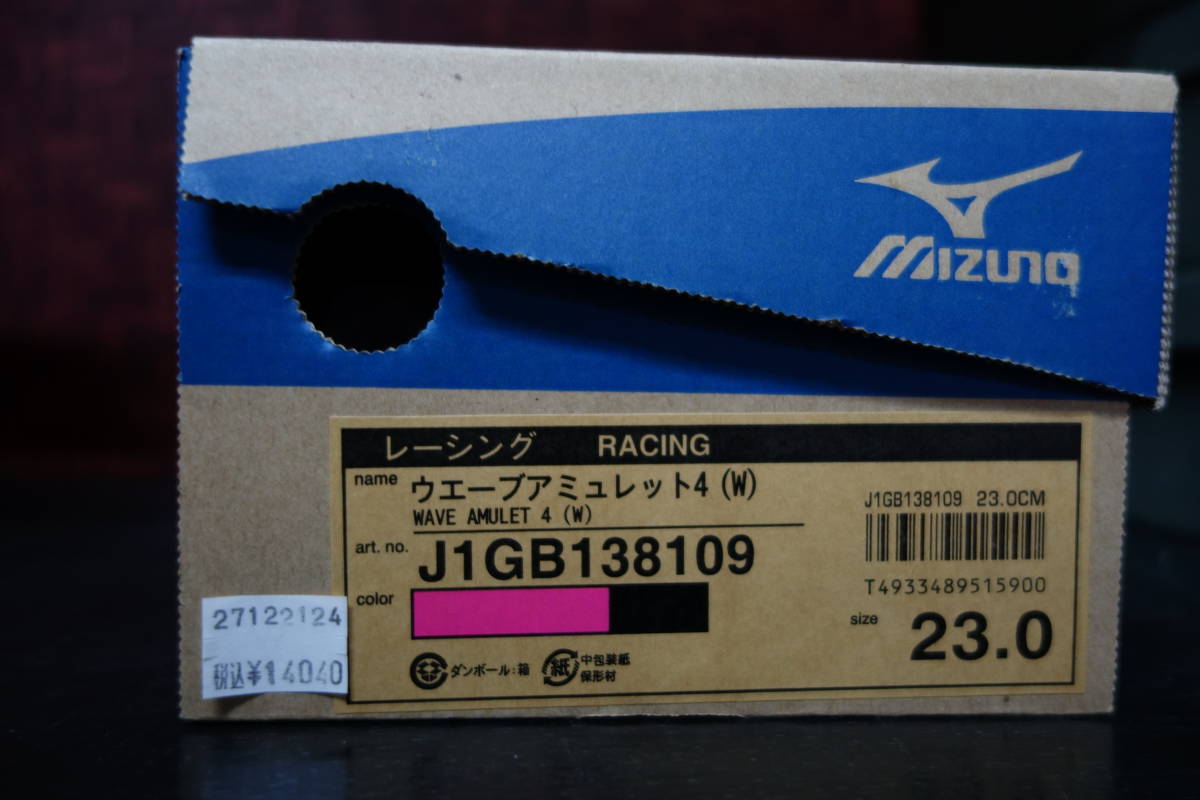 MIZUNO
レーシング RACING
name ウエーブアミュレット4 (W)
WAVE AMULET 4 (W)
art. no. J1GB138109
color
J1GB138109 23.0CM
T4933489515900
size 23.0
ダンボール:箱
紙 中包装紙
保形材
27122124
税込¥14040